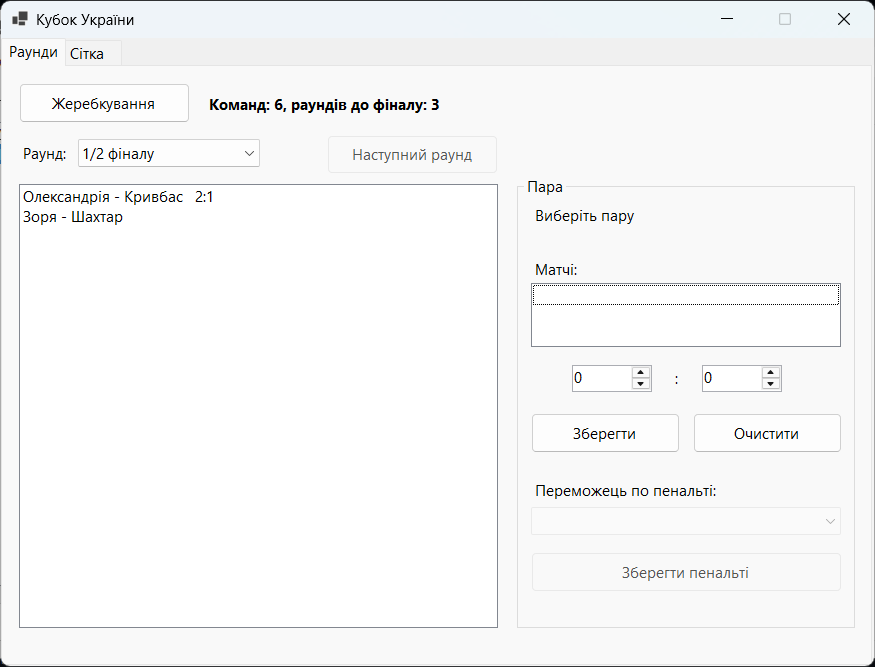 Кубок України
Раунди Сітка
Жеребкування Команд: 6, раундів до фіналу: 3
Раунд: 1/2 фіналу Наступний раунд
Олександрія - Кривбас 2:1
Зоря - Шахтар
Пара
Виберіть пару
Матчі:
0 : 0
Зберегти Очистити
Переможець по пенальті:
Зберегти пенальті